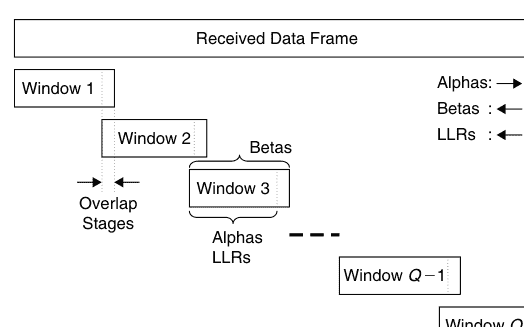 Received Data Frame
Window 1
Alphas:
Betas :
LLRs :
Window 2
Betas
Window 3
Overlap
Stages
Alphas
LLRs
Window Q−1
Window Q